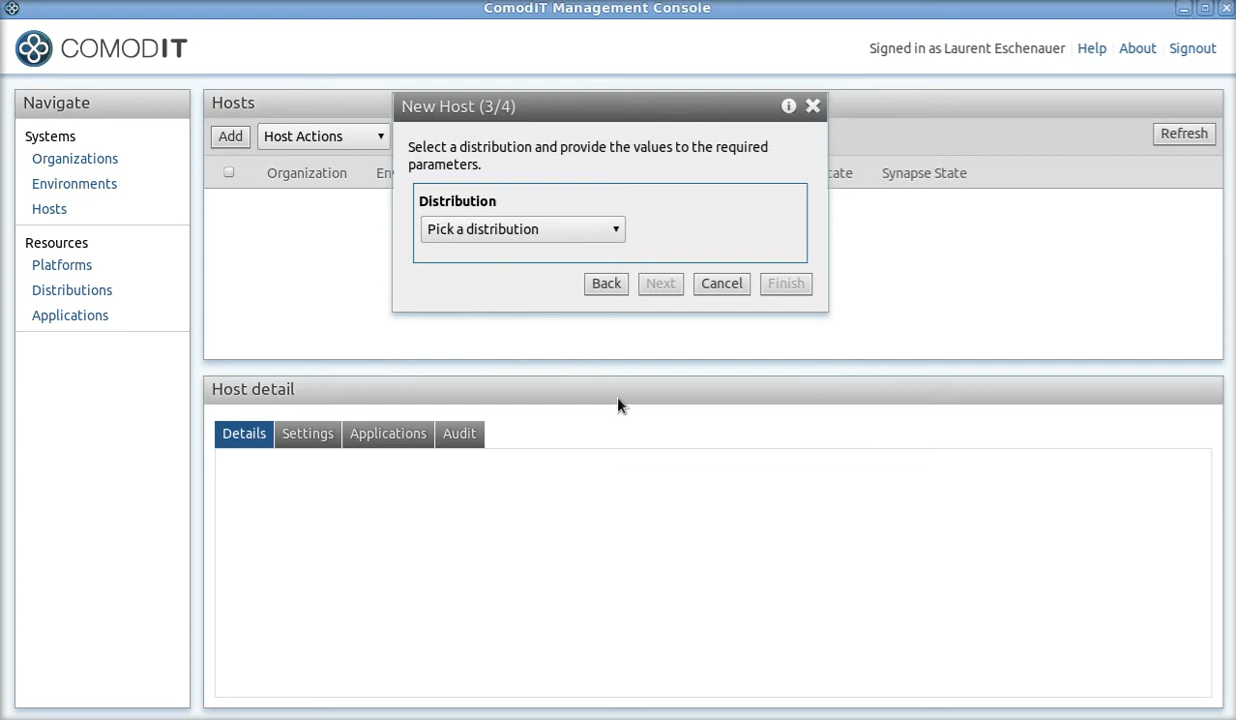 ComodIT Management Console
COMODIT
Signed in as Laurent Eschenauer Help About Signout
Navigate
Systems
Organizations
Environments
Hosts
Resources
Platforms
Distributions
Applications
Hosts
Add Host Actions Refresh
Organization En ate Synapse State
New Host (3/4)
Select a distribution and provide the values to the required
parameters.
Distribution
Pick a distribution
Back Next Cancel Finish
Host detail
Details Settings Applications Audit